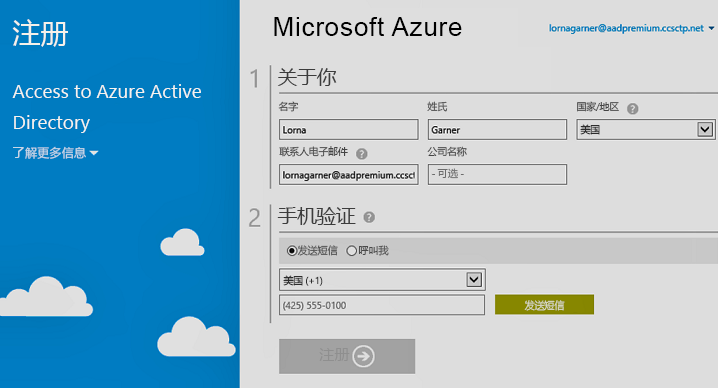 注册
Access to Azure Active
Directory
了解更多信息
Microsoft Azure
lornagarner@aadpremium.ccsctp.net
1 关于你
名字 姓氏 国家/地区 ?
Lorna Garner 美国
联系人电子邮件 ? 公司名称
lornagarner@aadpremium.ccsct - 可选 -
2 手机验证 ?
发送短信 呼叫我
美国 (+1)
(425) 555-0100 发送短信
注册